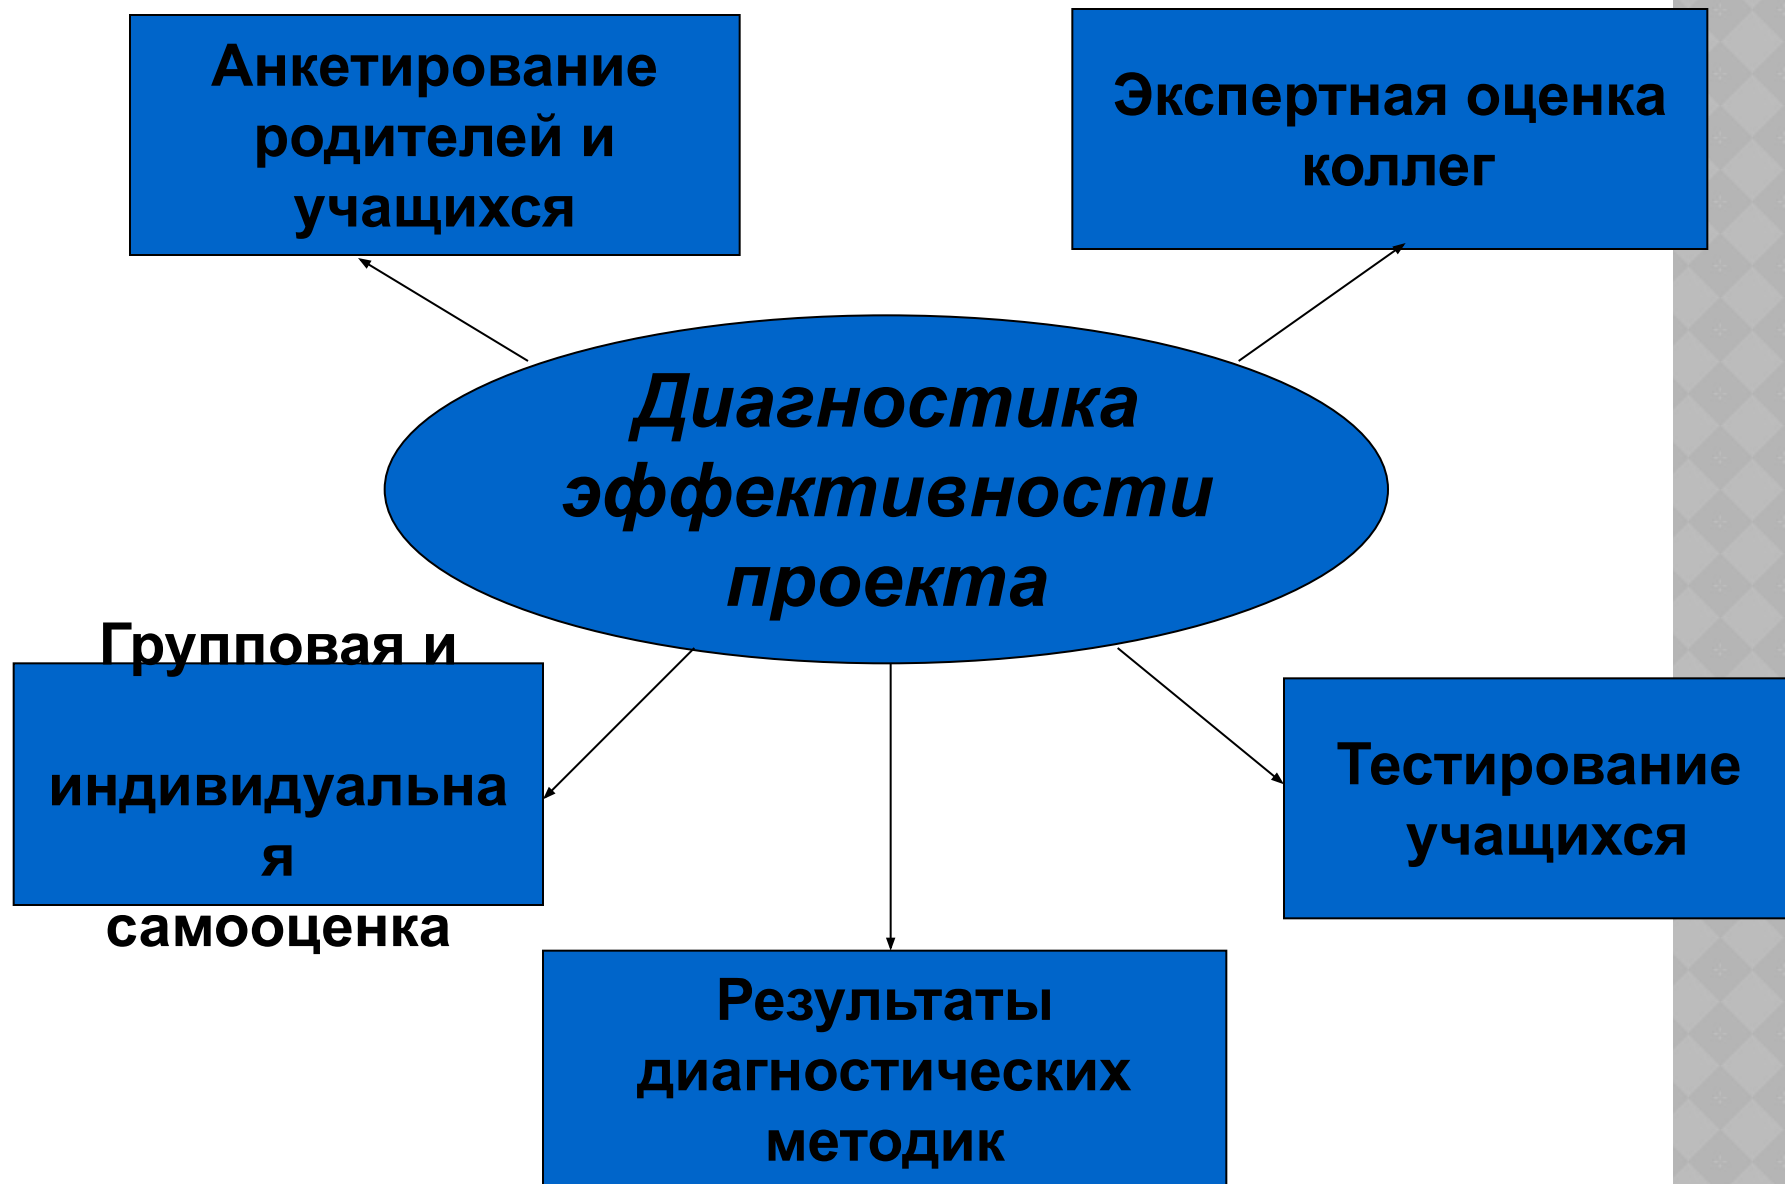 Анкетирование
родителей и
учащихся
Экспертная оценка
коллег
Диагностика
эффективности
проекта
Групповая и
индивидуальна
я
самооценка
Тестирование
учащихся
Результаты
диагностических
методик